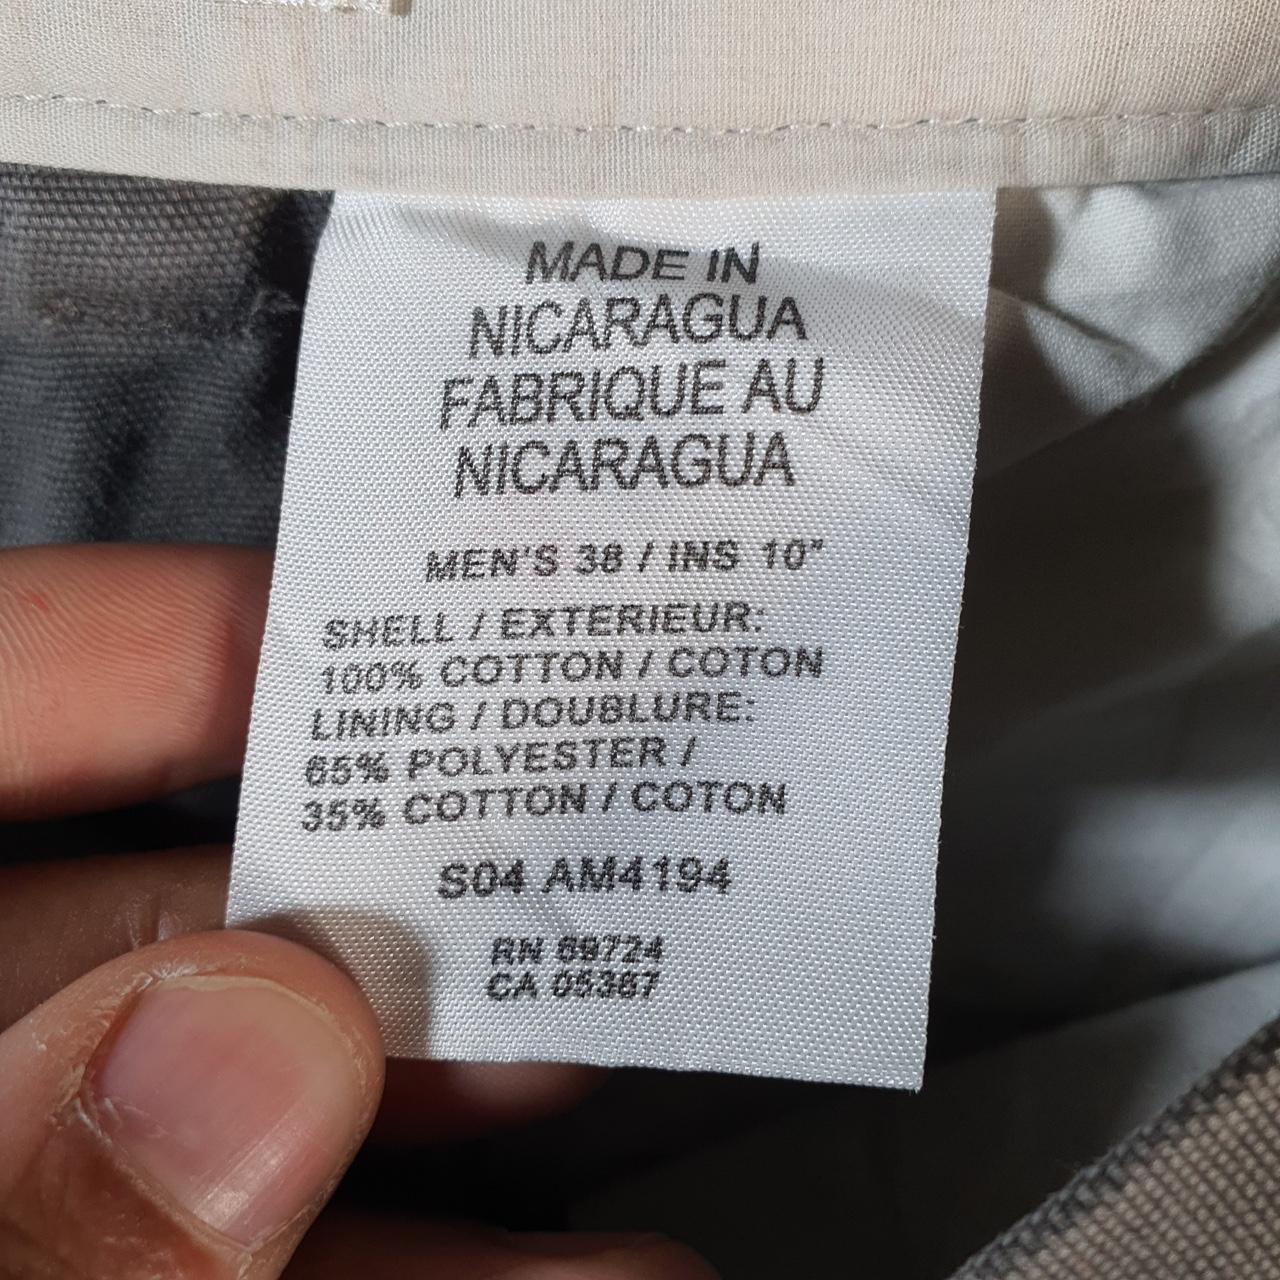 MADE IN
NICARAGUA
FABRIQUE AU
NICARAGUA
MEN'S 38 / INS 10"
SHELL / EXTERIEUR:
100% COTTON / COTON
LINING / DOUBLURE:
65% POLYESTER /
35% COTTON / COTON
S04 AM4194
RN 69724
CA 05367